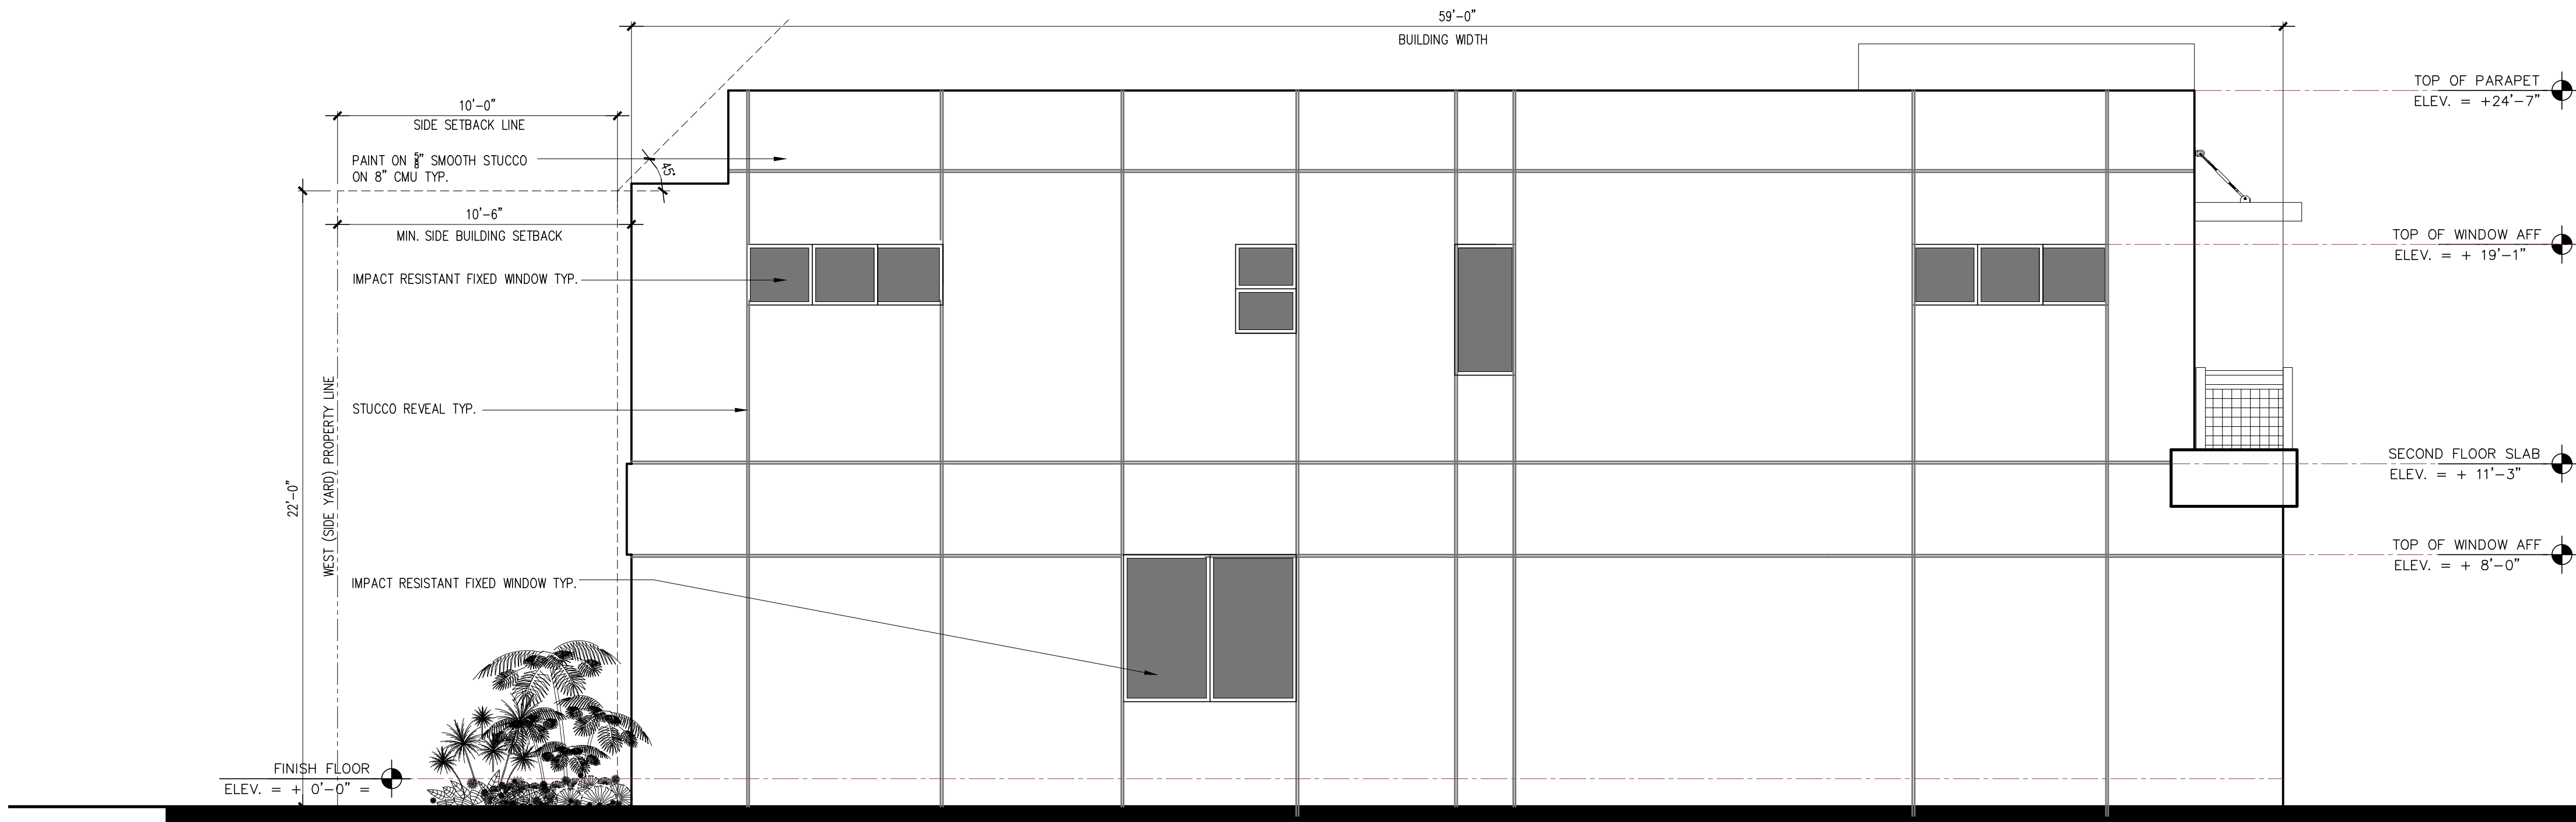 59'-0"
BUILDING WIDTH
TOP OF PARAPET
ELEV. = +24'-7"
10'-0"
SIDE SETBACK LINE
PAINT ON 5/8" SMOOTH STUCCO
ON 8" CMU TYP.
45°
10'-6"
MIN. SIDE BUILDING SETBACK
TOP OF WINDOW AFF
ELEV. = + 19'-1"
IMPACT RESISTANT FIXED WINDOW TYP.
STUCCO REVEAL TYP.
WEST (SIDE YARD) PROPERTY LINE
22'-0"
SECOND FLOOR SLAB
ELEV. = + 11'-3"
TOP OF WINDOW AFF
ELEV. = + 8'-0"
IMPACT RESISTANT FIXED WINDOW TYP.
FINISH FLOOR
ELEV. = + 0'-0" =